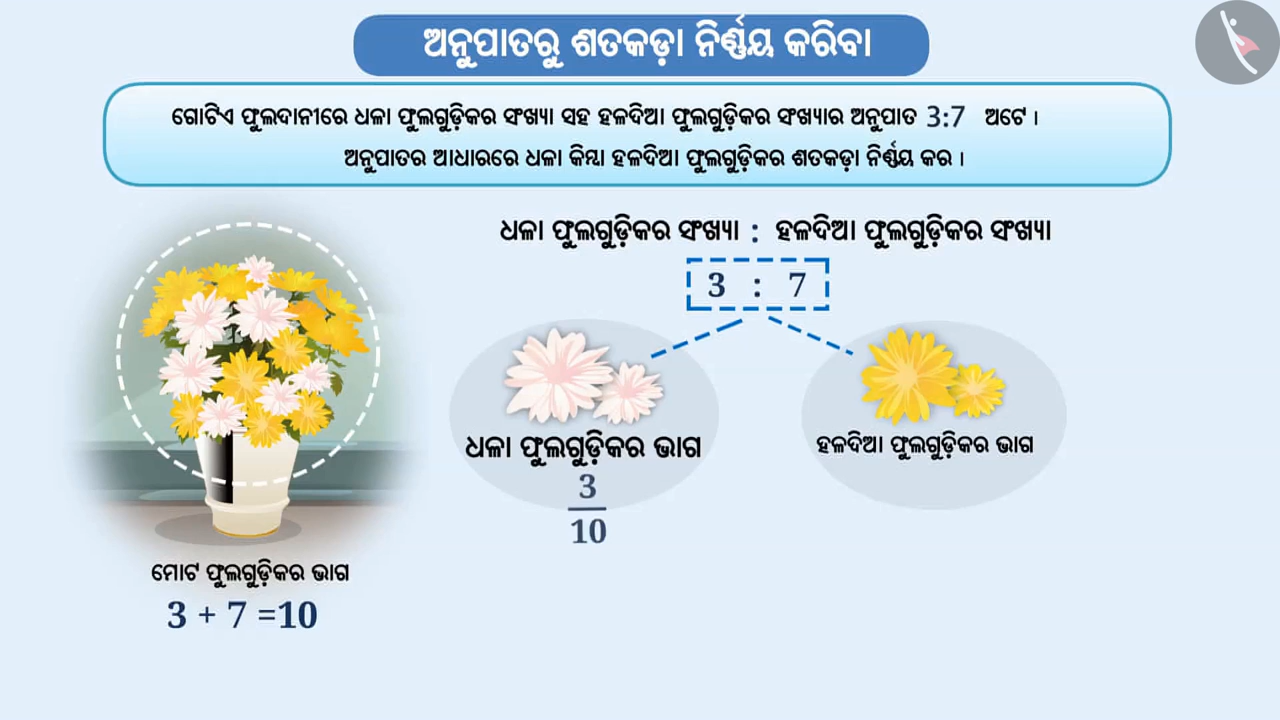 ଅନୁପାତରୁ ଶତକଡ଼ା ନିର୍ଣ୍ଣୟ କରିବା
ଗୋଟିଏ ଫୁଲଦାନୀରେ ଧଳା ଫୁଲଗୁଡ଼ିକର ସଂଖ୍ୟା ସହ ହଳଦିଆ ଫୁଲଗୁଡ଼ିକର ସଂଖ୍ୟାର ଅନୁପାତ 3:7 ଅଟେ ।
ଅନୁପାତର ଆଧାରରେ ଧଳା କିମ୍ଭା ହଳଦିଆ ଫୁଲଗୁଡ଼ିକର ଶତକଡ଼ା ନିର୍ଣ୍ଣୟ କର ।
ଧଳା ଫୁଲଗୁଡ଼ିକର ସଂଖ୍ୟା : ହଳଦିଆ ଫୁଲଗୁଡ଼ିକର ସଂଖ୍ୟା
3 : 7
ଧଳା ଫୁଲଗୁଡ଼ିକର ଭାଗ
3
10
ହଳଦିଆ ଫୁଲଗୁଡ଼ିକର ଭାଗ
ମୋଟ ଫୁଲଗୁଡ଼ିକର ଭାଗ
3 + 7 =10